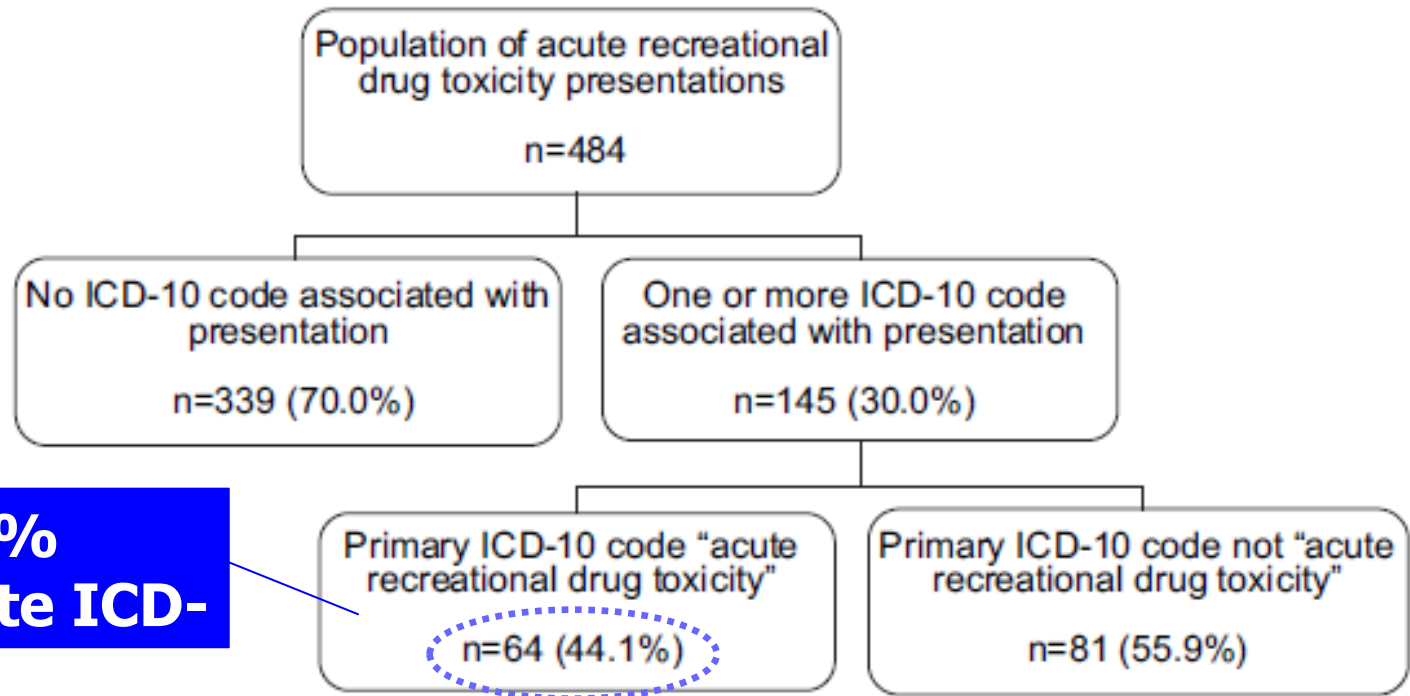 Population of acute recreational
drug toxicity presentations
n=484
No ICD-10 code associated with
presentation
n=339 (70.0%)
One or more ICD-10 code
associated with presentation
n=145 (30.0%)
%
te ICD-
Primary ICD-10 code “acute
recreational drug toxicity”
n=64 (44.1%)
Primary ICD-10 code not “acute
recreational drug toxicity”
n=81 (55.9%)